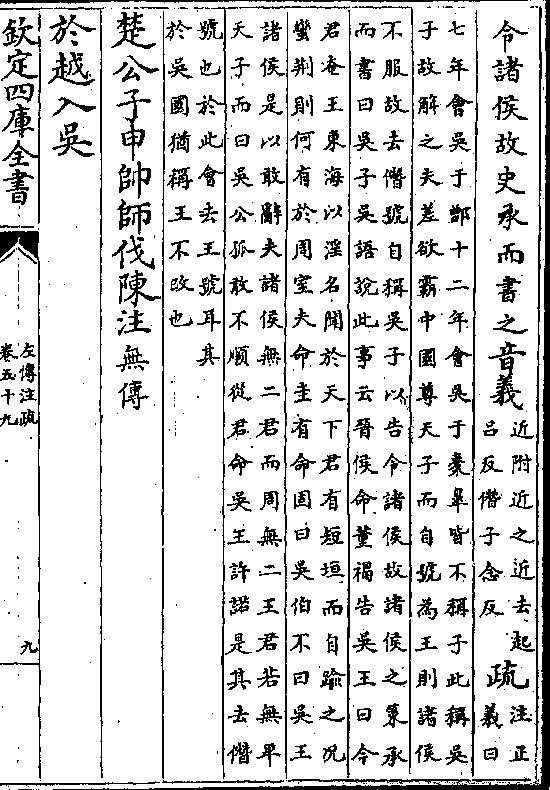 令諸侯故史承而書之音義近附近之近去起
呂反僭子念反疏注正
義曰
七年會吳于鄫十二年會吳于橐臯皆不稱子此稱吳
子故解之夫差欲霸中國尊天子而自號為王則諸侯
不服故去僭號自稱吳子以告令諸侯故諸侯之策承
而書曰吳子吳語說此事云晉侯命董褐告吳王曰今
君奄王東海以淫名聞於天下君有短垣而自踰之況
蠻荆則何有於周室夫命圭有命固曰吳伯不曰吳王
諸侯是以敢辭夫諸侯無二君而周無二王君若無卑
天子而曰吳公孤敢不順從君命吳王許諾是其去僭
號也於此會去王號耳其
於吳國猶稱王不改也
楚公子申帥師伐陳注無傳
於越入吳
欽定四庫全書
左傳注疏
卷五十九
九